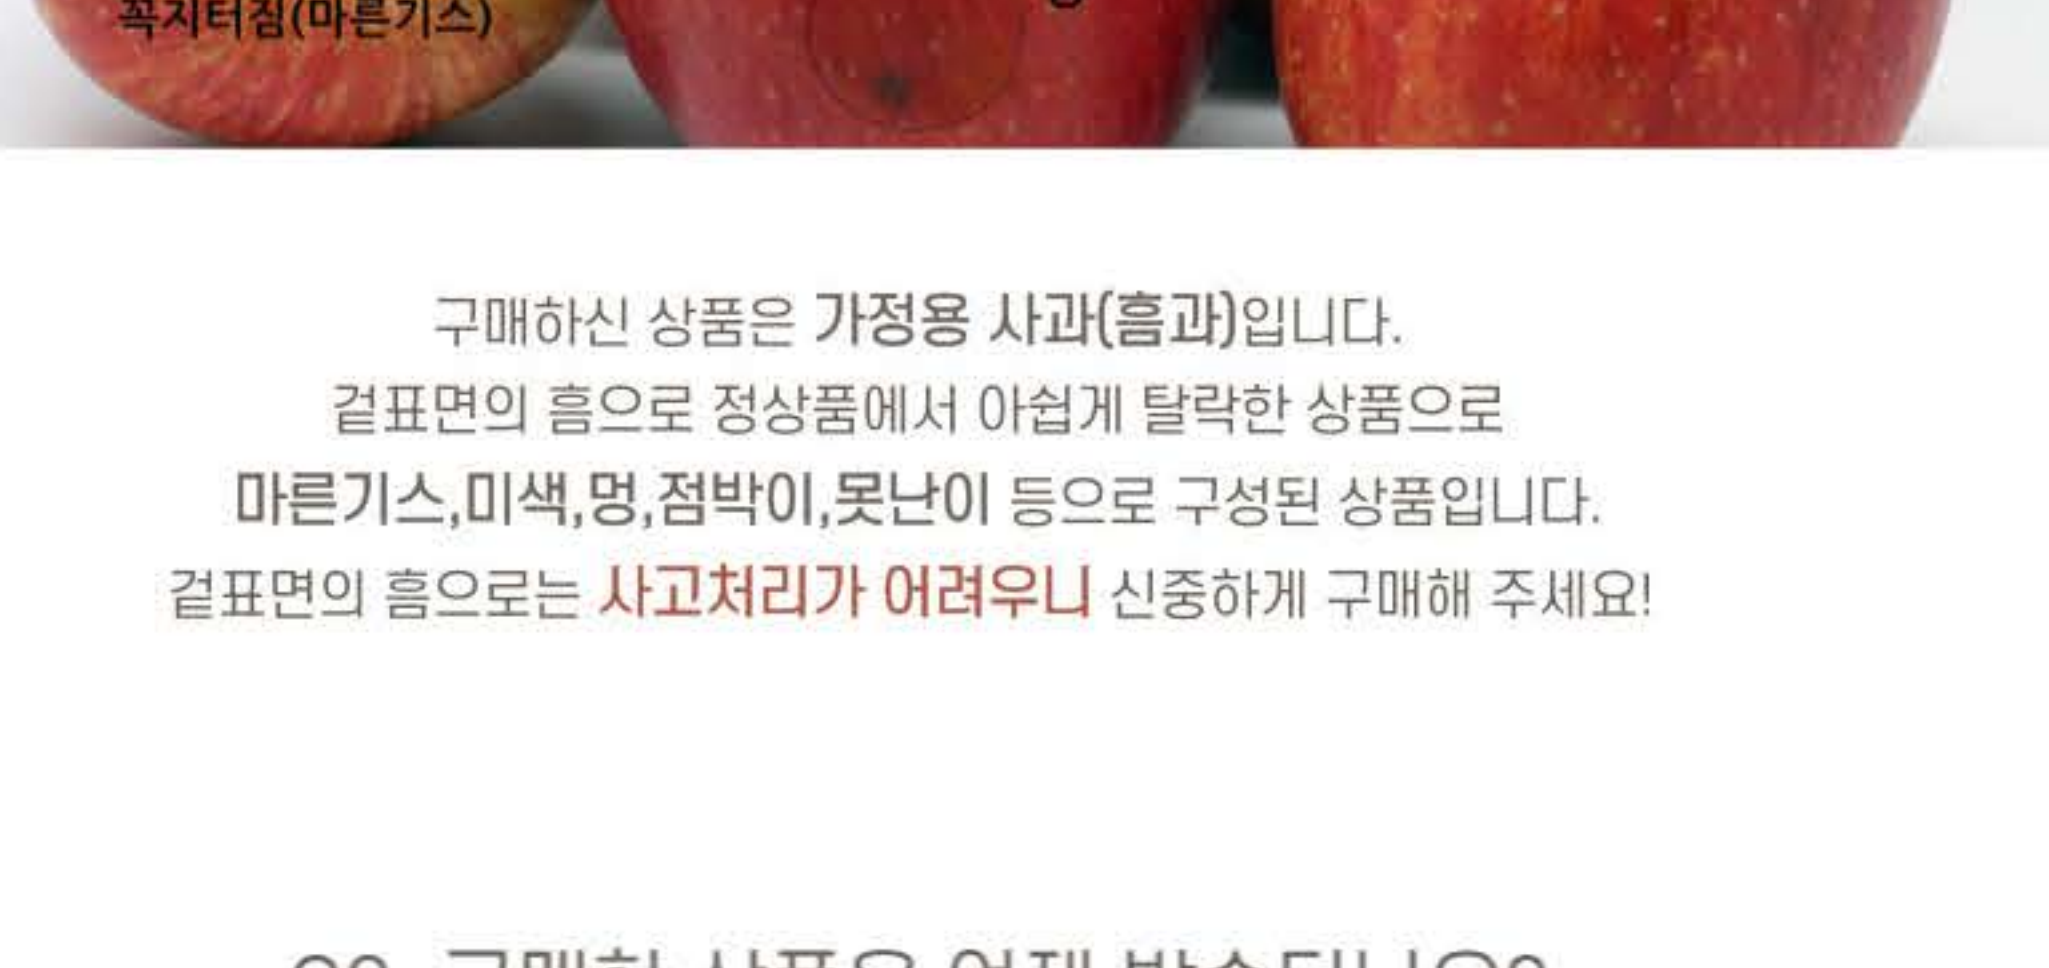 꼭지터짐(마른기스)
구매하신 상품은 가정용 사과(흠과)입니다.
겉표면의 흠으로 정상품에서 아쉽게 탈락한 상품으로
마른기스,미색,멍,점박이,못난이 등으로 구성된 상품입니다.
겉표면의 흠으로는 사고처리가 어려우니 신중하게 구매해 주세요!